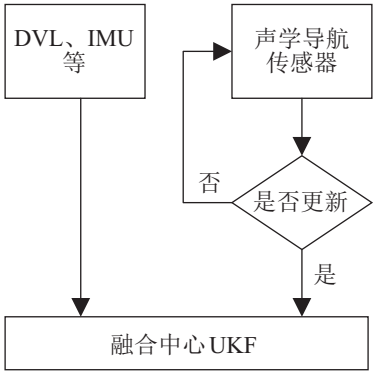 DVL、IMU
等
声学导航
传感器
否
是否更新
是
融合中心UKF